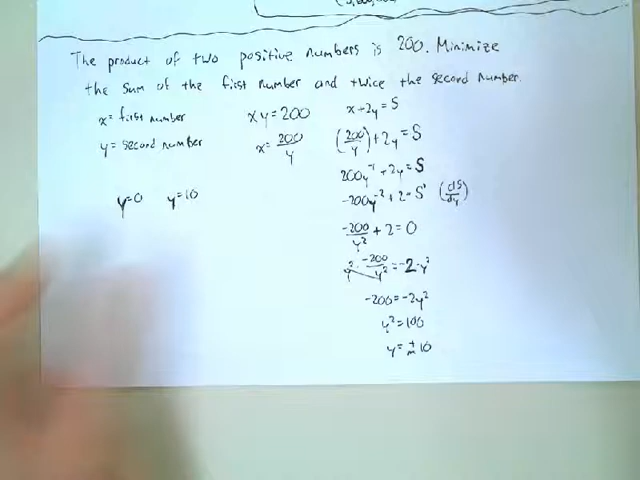 The product of two positive numbers is 200. Minimize
the sum of the first number and twice the second number.
x = first number
y = second number
y=0 y=10
xy = 200
x = 200/y
x + 2y = S
(200/y) + 2y = S
200y⁻¹ + 2y = S
-200y⁻² + 2 = S' (dS/dy)
-200/y² + 2 = 0
y² · -200/y² = -2 · y²
-200 = -2y²
y² = 100
y = ± 10